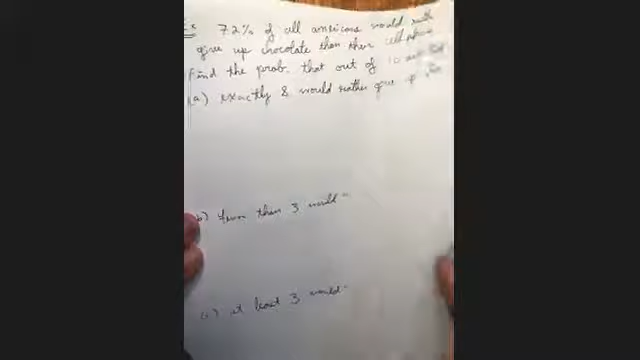 Ex 72% of all americans would rather
give up chocolate than their cell phone
Find the prob. that out of 10
(a) exactly 8 would rather give up
b) fewer than 3 would
c) at least 3 would